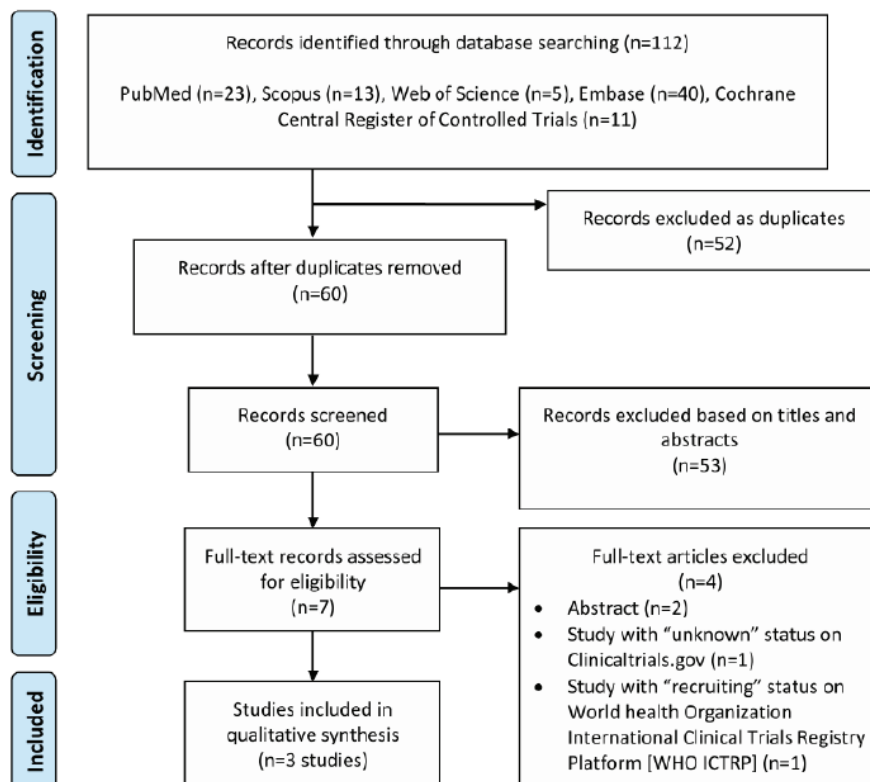 Identification
Records identified through database searching (n=112)
PubMed (n=23), Scopus (n=13), Web of Science (n=5), Embase (n=40), Cochrane
Central Register of Controlled Trials (n=11)
Screening
Records excluded as duplicates
(n=52)
Records after duplicates removed
(n=60)
Records screened
(n=60)
Records excluded based on titles and
abstracts
(n=53)
Eligibility
Full-text records assessed
for eligibility
(n=7)
Full-text articles excluded
(n=4)
• Abstract (n=2)
• Study with “unknown” status on
Clinicaltrials.gov (n=1)
• Study with “recruiting” status on
World health Organization
International Clinical Trials Registry
Platform [WHO ICTRP] (n=1)
Included
Studies included in
qualitative synthesis
(n=3 studies)